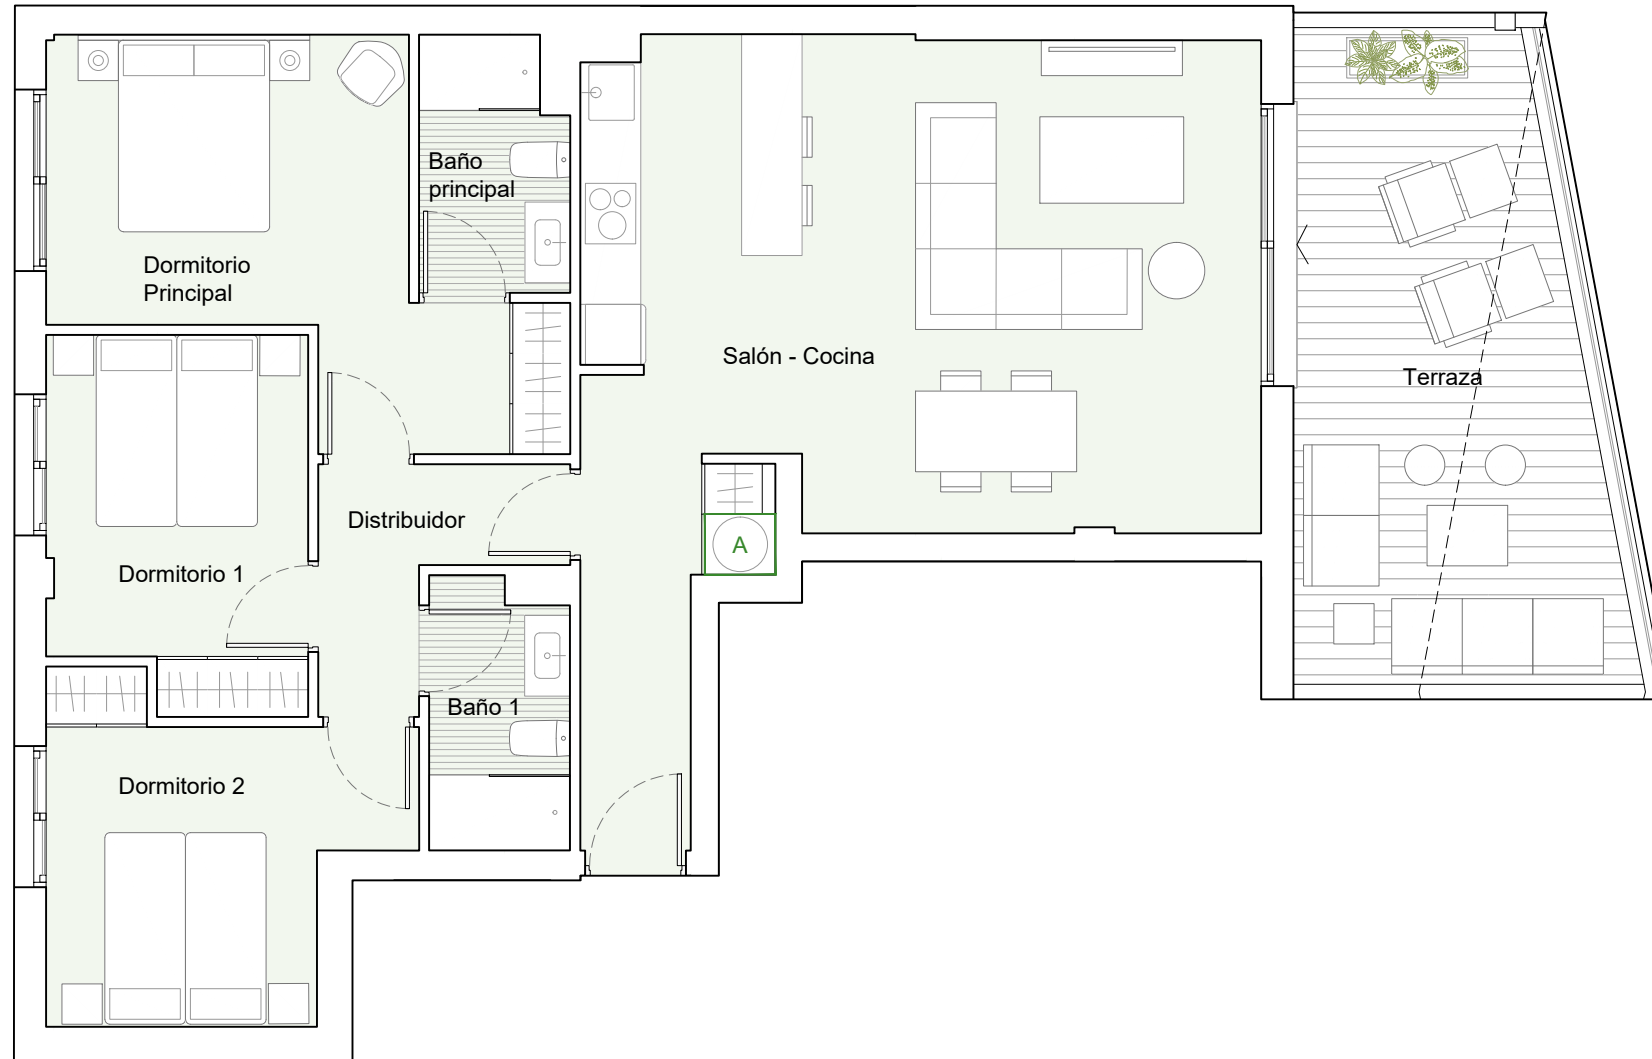 Baño
principal
Dormitorio
Principal
Salón - Cocina
Terraza
Distribuidor
A
Dormitorio 1
Baño 1
Dormitorio 2